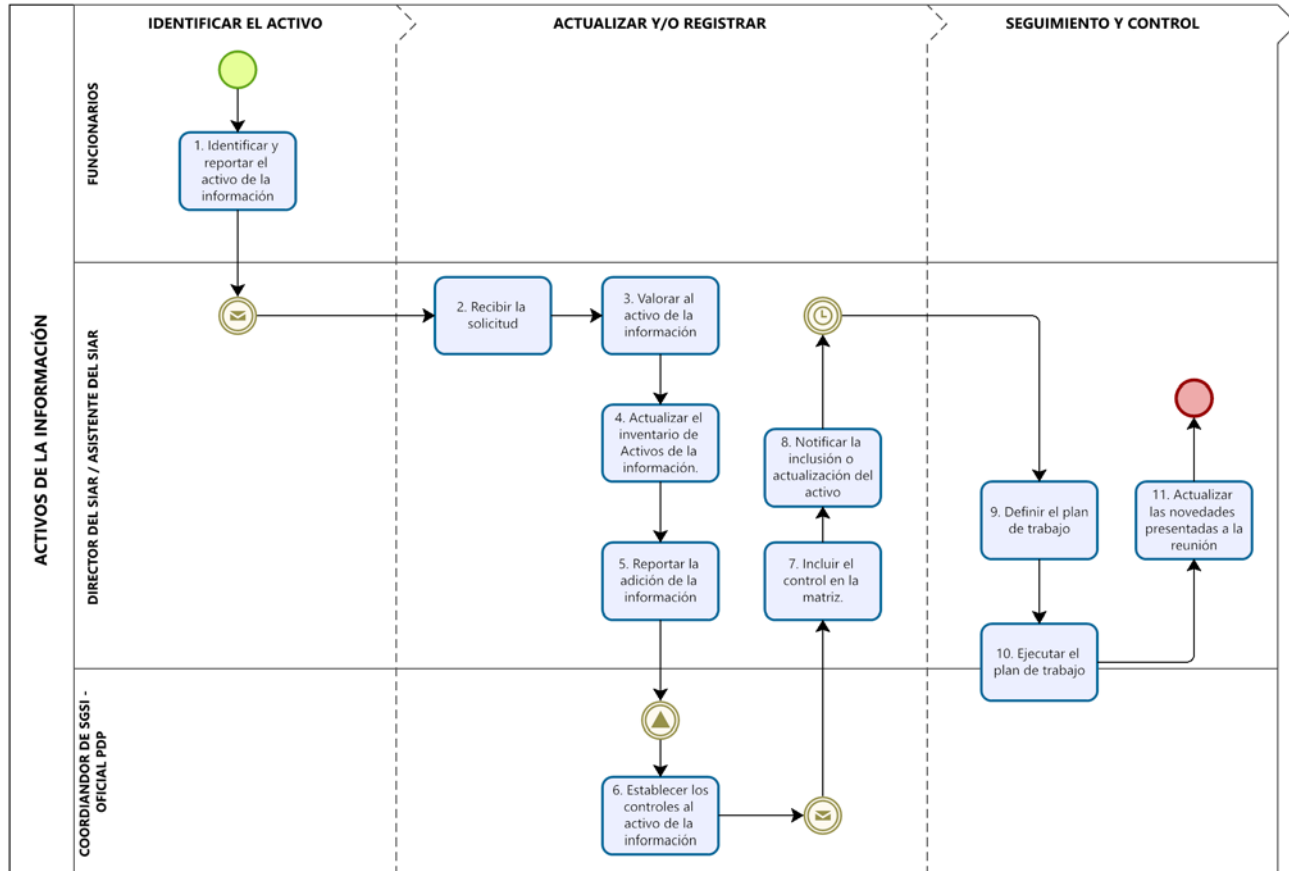 IDENTIFICAR EL ACTIVO
ACTUALIZAR Y/O REGISTRAR
SEGUIMIENTO Y CONTROL
ACTIVOS DE LA INFORMACIÓN
FUNCIONARIOS
1. Identificar y
reportar el
activo de la
información
DIRECTOR DEL SIAR / ASISTENTE DEL SIAR
2. Recibir la
solicitud
3. Valorar al
activo de la
información
4. Actualizar el
inventario de
Activos de la
información.
5. Reportar la
adición de la
información
COORDIANDOR DE SGSI -
OFICIAL PDP
6. Establecer los
controles al
activo de la
información
7. Incluir el
control en la
matriz.
8. Notificar la
inclusión o
actualización del
activo
9. Definir el plan
de trabajo
10. Ejecutar el
plan de trabajo
11. Actualizar
las novedades
presentadas a la
reunión